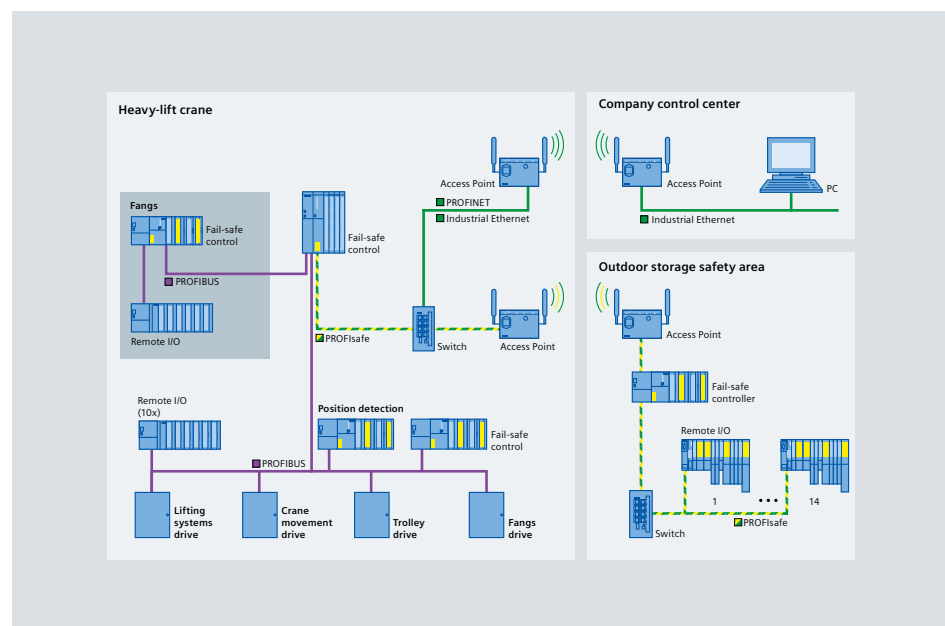 Heavy-lift crane
Company control center
Access Point
Access Point
PC
PROFINET
Industrial Ethernet
Industrial Ethernet
Fangs
Fail-safe
control
Fail-safe
control
PROFIBUS
Remote I/O
PROFIsafe
Switch
Access Point
Outdoor storage safety area
Access Point
Fail-safe
controller
Remote I/O
1
14
PROFIsafe
Switch
Remote I/O
(10x)
Position detection
Fail-safe
control
PROFIBUS
Lifting
systems
drive
Crane
movement
drive
Trolley
drive
Fangs
drive